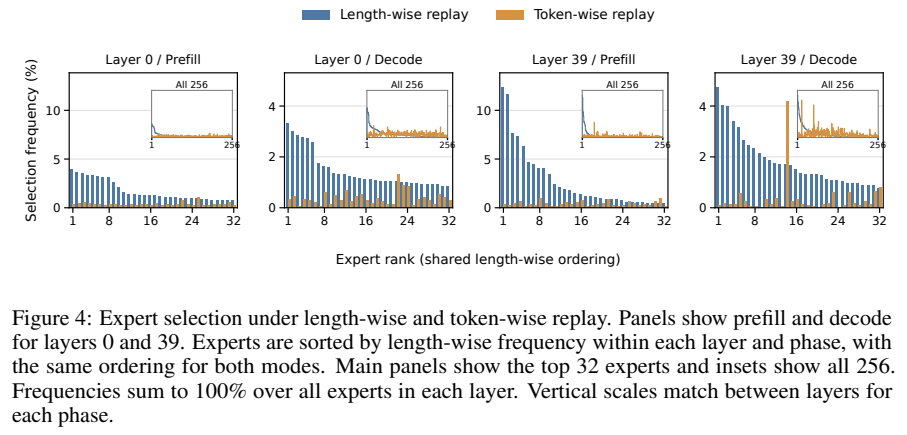 Length-wise replay Token-wise replay
Layer 0 / Prefill Layer 0 / Decode Layer 39 / Prefill Layer 39 / Decode
Selection frequency (%)
All 256 All 256 All 256 All 256
10 4 10 4
5 2 5 2
1 256 1 256 1 256 1 256
0 0 0 0
1 8 16 24 32 1 8 16 24 32 1 8 16 24 32 1 8 16 24 32
Expert rank (shared length-wise ordering)
Figure 4: Expert selection under length-wise and token-wise replay. Panels show prefill and decode
for layers 0 and 39. Experts are sorted by length-wise frequency within each layer and phase, with
the same ordering for both modes. Main panels show the top 32 experts and insets show all 256.
Frequencies sum to 100% over all experts in each layer. Vertical scales match between layers for
each phase.